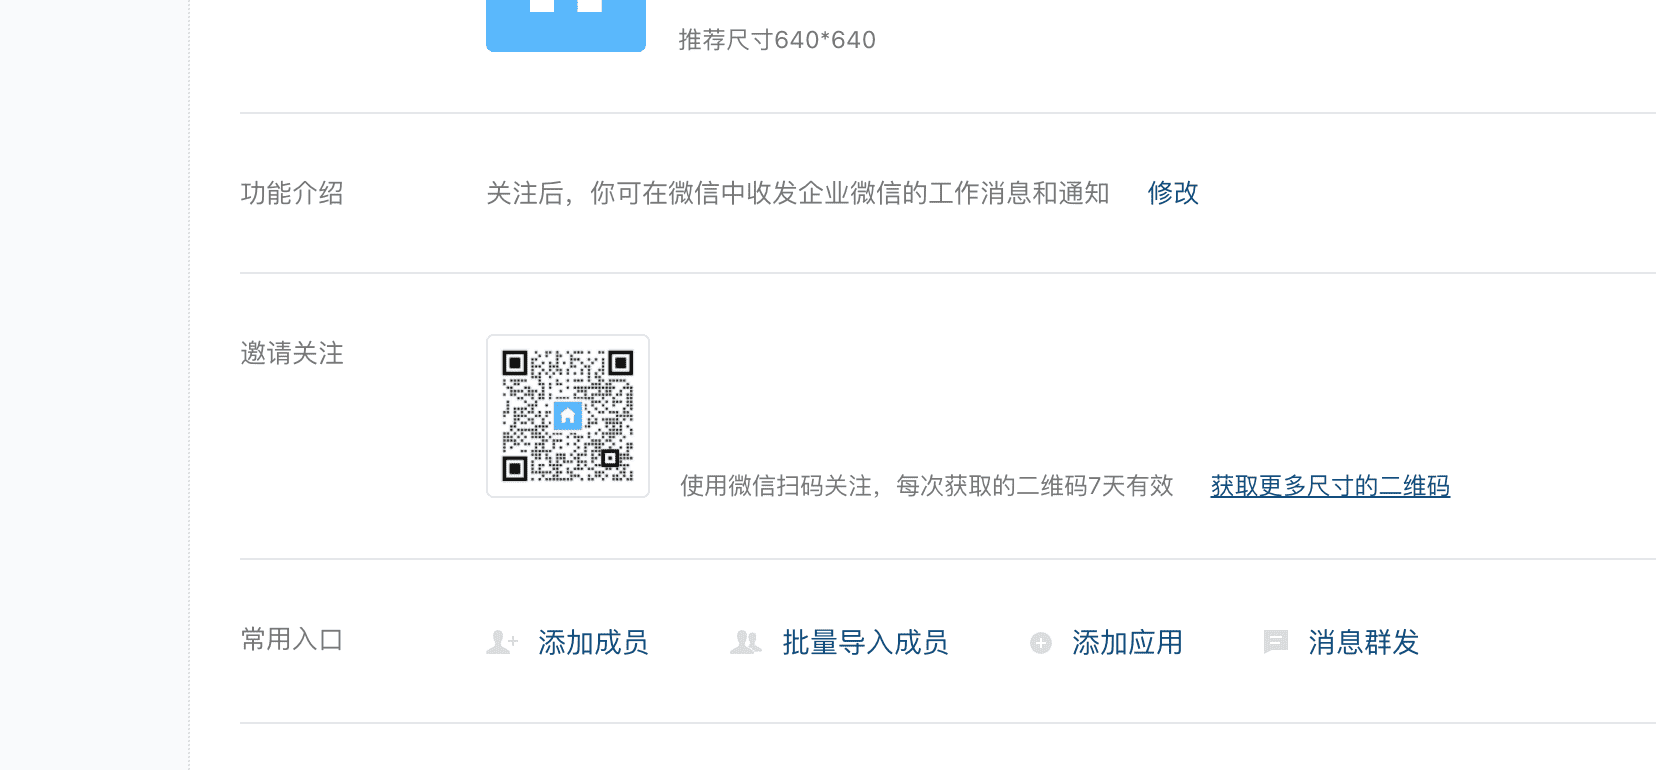 推荐尺寸640*640
功能介绍 关注后，你可在微信中收发企业微信的工作消息和通知 修改
邀请关注
使用微信扫码关注，每次获取的二维码7天有效 获取更多尺寸的二维码
常用入口 添加成员 批量导入成员 添加应用 消息群发